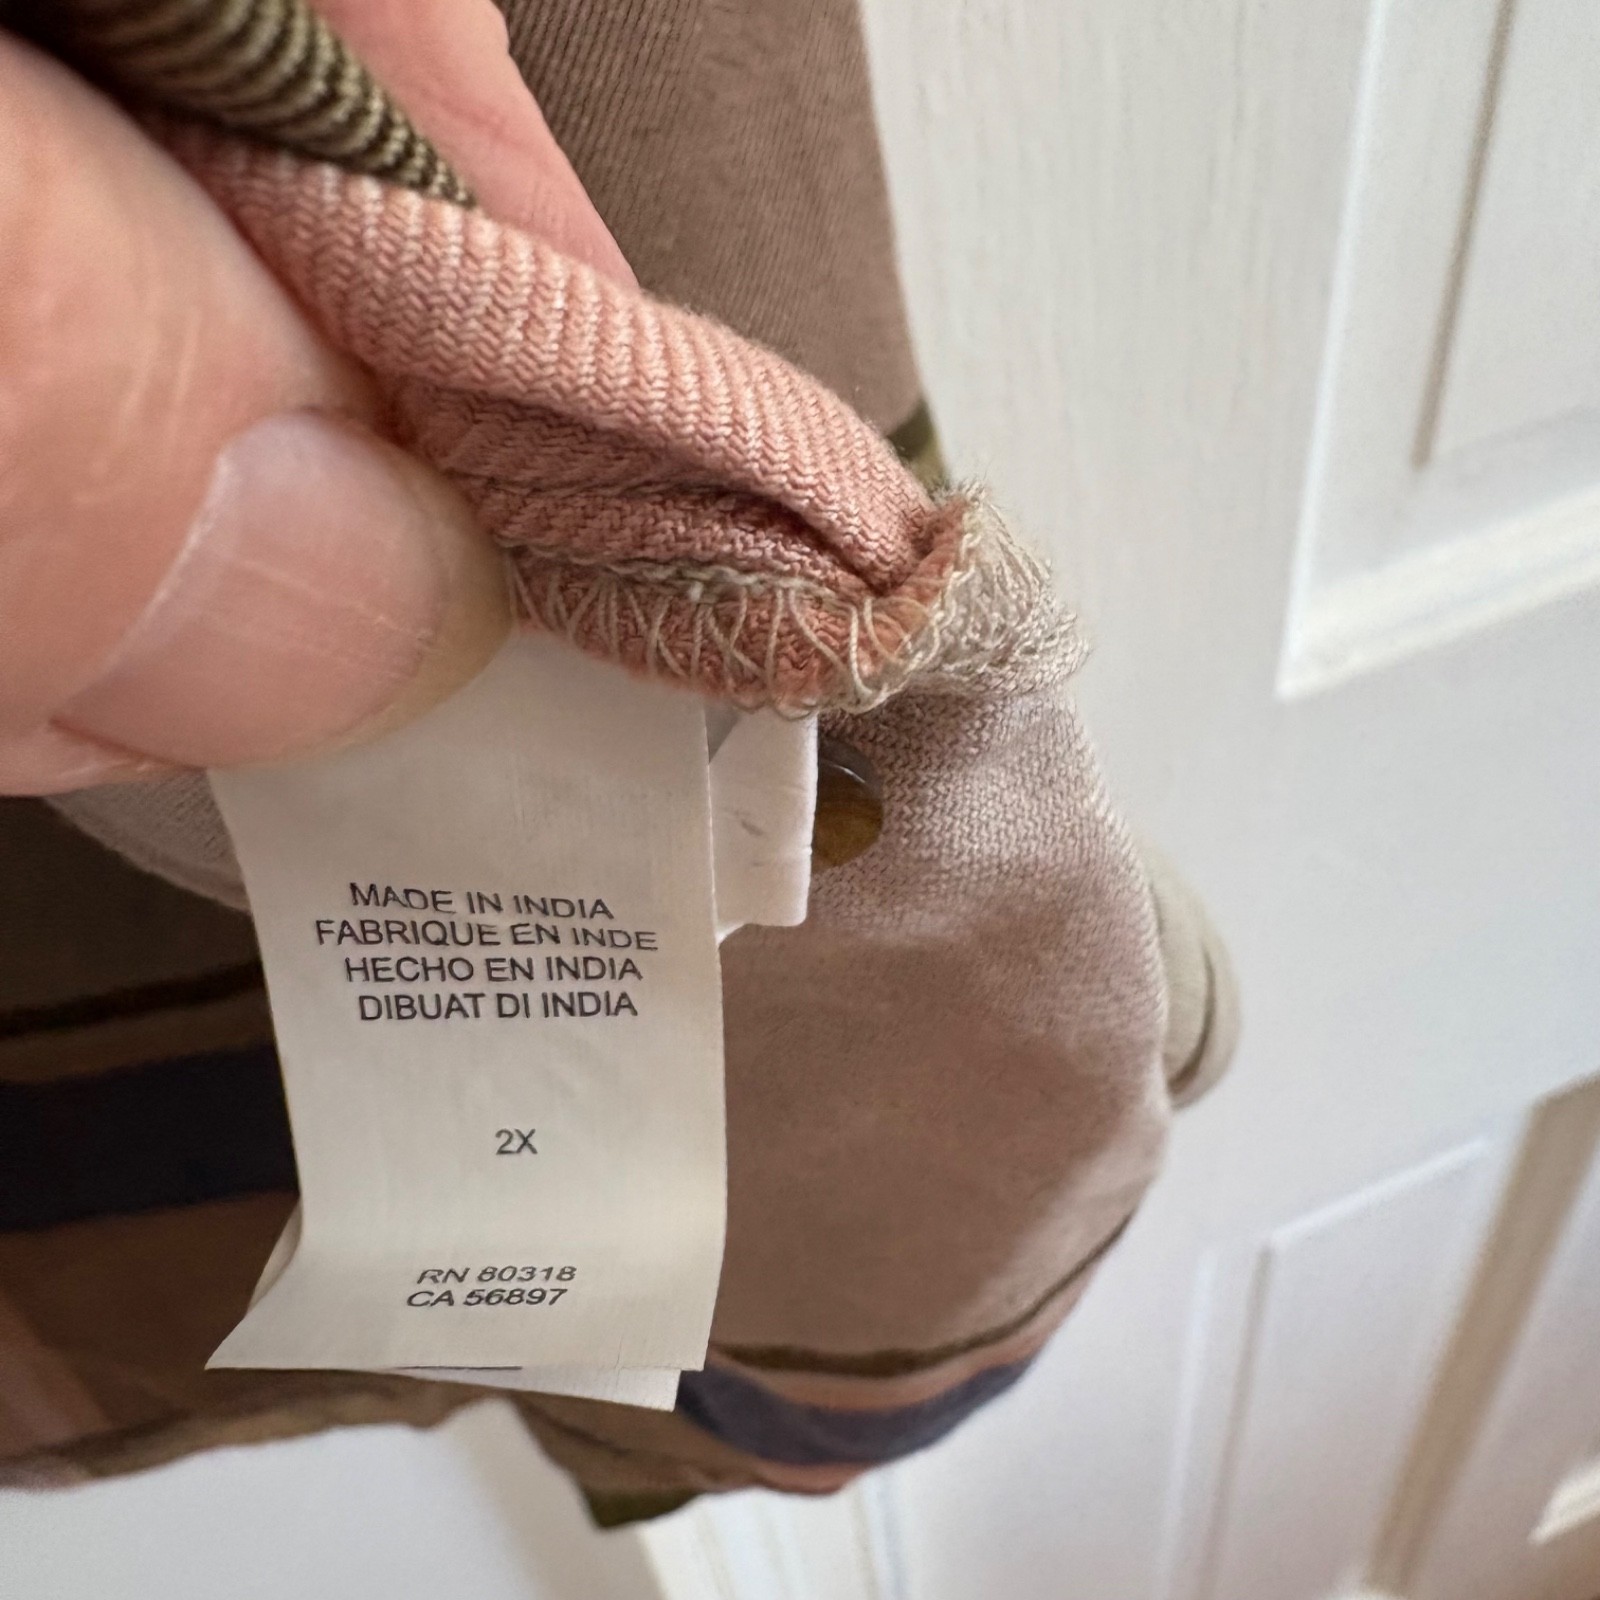 MADE IN INDIA
FABRIQUE EN INDE
HECHO EN INDIA
DIBUAT DI INDIA
2X
RN 80318
CA 56897